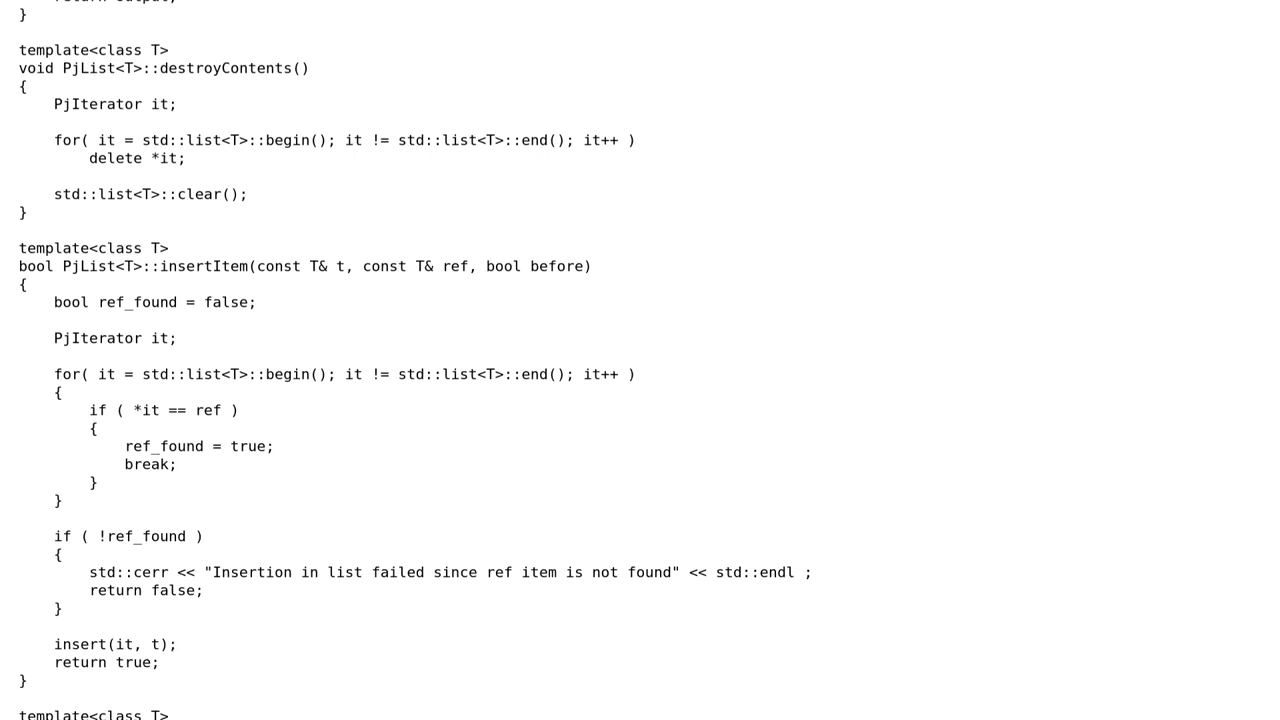 }

template<class T>
void PjList<T>::destroyContents()
{
    PjIterator it;

    for( it = std::list<T>::begin(); it != std::list<T>::end(); it++ )
        delete *it;

    std::list<T>::clear();
}

template<class T>
bool PjList<T>::insertItem(const T& t, const T& ref, bool before)
{
    bool ref_found = false;

    PjIterator it;

    for( it = std::list<T>::begin(); it != std::list<T>::end(); it++ )
    {
        if ( *it == ref )
        {
            ref_found = true;
            break;
        }
    }

    if ( !ref_found )
    {
        std::cerr << "Insertion in list failed since ref item is not found" << std::endl ;
        return false;
    }

    insert(it, t);
    return true;
}

template<class T>